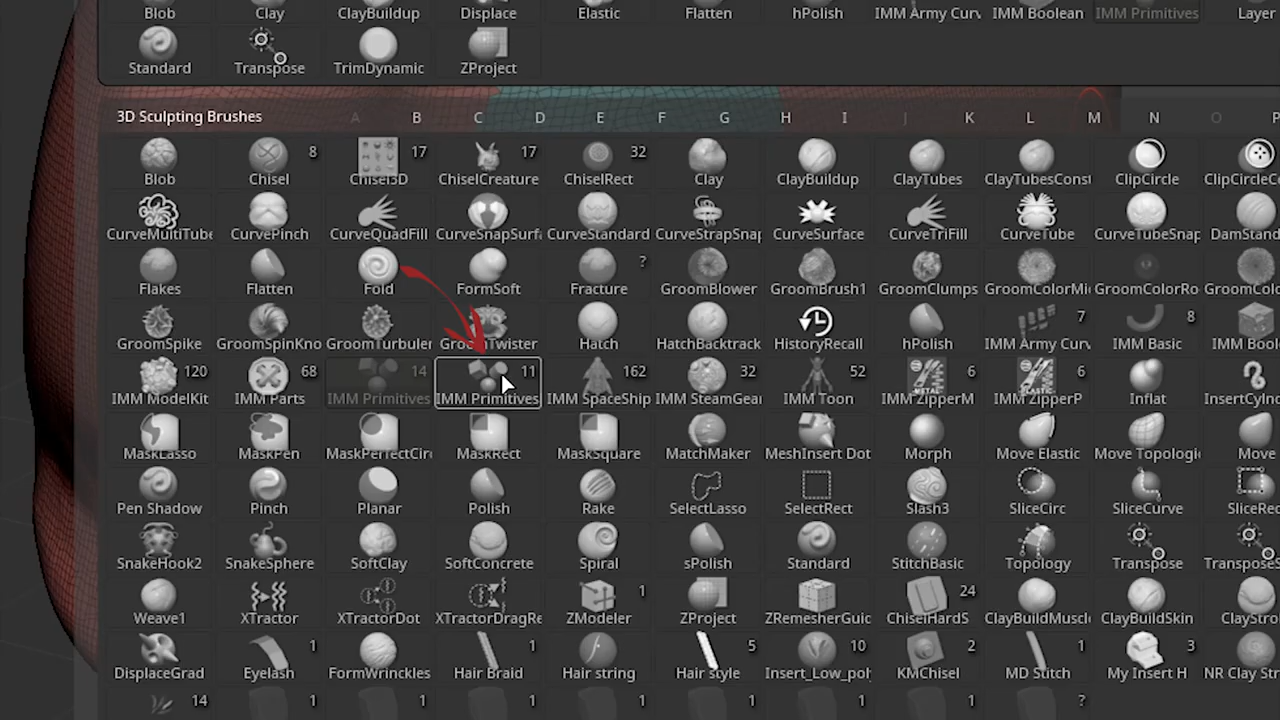 Blob Clay ClayBuildup Displace Elastic Flatten hPolish IMM Army Curv IMM Boolean IMM Primitives Layer
Standard Transpose TrimDynamic ZProject
3D Sculpting Brushes A B C D E F G H I J K L M N O P
8 17 17 32
Blob Chisel Chisel3D ChiselCreature ChiselRect Clay ClayBuildup ClayTubes ClayTubesConst ClipCircle ClipCircleCe
CurveMultiTube CurvePinch CurveQuadFill CurveSnapSurfa CurveStandard CurveStrapSnap CurveSurface CurveTriFill CurveTube CurveTubeSnap DamStand
?
Flakes Flatten Fold FormSoft Fracture GroomBlower GroomBrush1 GroomClumps GroomColorMi GroomColorRo GroomColo
7 8
GroomSpike GroomSpinKno GroomTurbulen GroomTwister Hatch HatchBacktrack HistoryRecall hPolish IMM Army Curv IMM Basic IMM Bool
120 68 14 11 162 32 52 6 6
IMM ModelKit IMM Parts IMM Primitives IMM Primitives IMM SpaceShip IMM SteamGear IMM Toon IMM ZipperM IMM ZipperP Inflat InsertCylind
MaskLasso MaskPen MaskPerfectCirc MaskRect MaskSquare MatchMaker MeshInsert Dot Morph Move Elastic Move Topologic Move
Pen Shadow Pinch Planar Polish Rake SelectLasso SelectRect Slash3 SliceCirc SliceCurve SliceRec
SnakeHook2 SnakeSphere SoftClay SoftConcrete Spiral sPolish Standard StitchBasic Topology Transpose TransposeS
1 24
Weave1 XTractor XTractorDot XTractorDragRe ZModeler ZProject ZRemesherGuid ChiselHardS ClayBuildMuscl ClayBuildSkin ClayStro
1 1 5 10 2 1 3
DisplaceGrad Eyelash FormWrinckles Hair Braid Hair string Hair style Insert_Low_poly KMChisel MD Stitch My Insert H NR Clay Str
14 1 1 1 1 1 1 1 ?